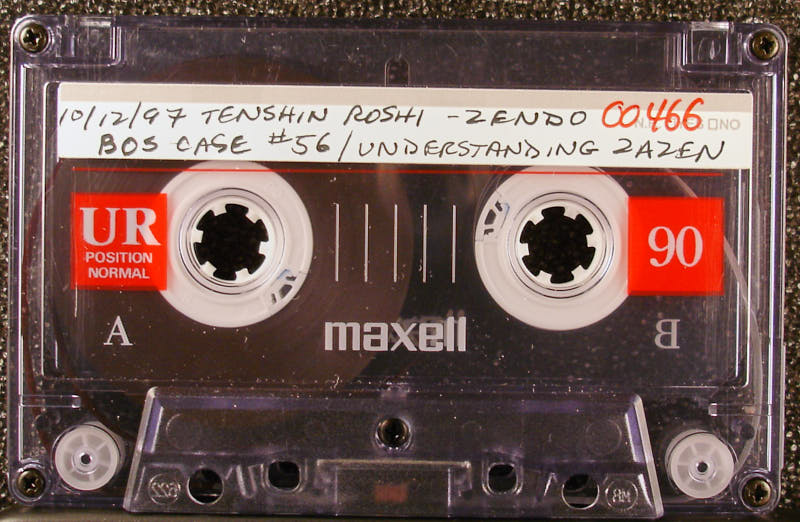 10/12/97 TENSHIN ROSHI - ZENDO 00466
BOS CASE #56/UNDERSTANDING ZAZEN
UR
POSITION
NORMAL
90
A
maxell
B